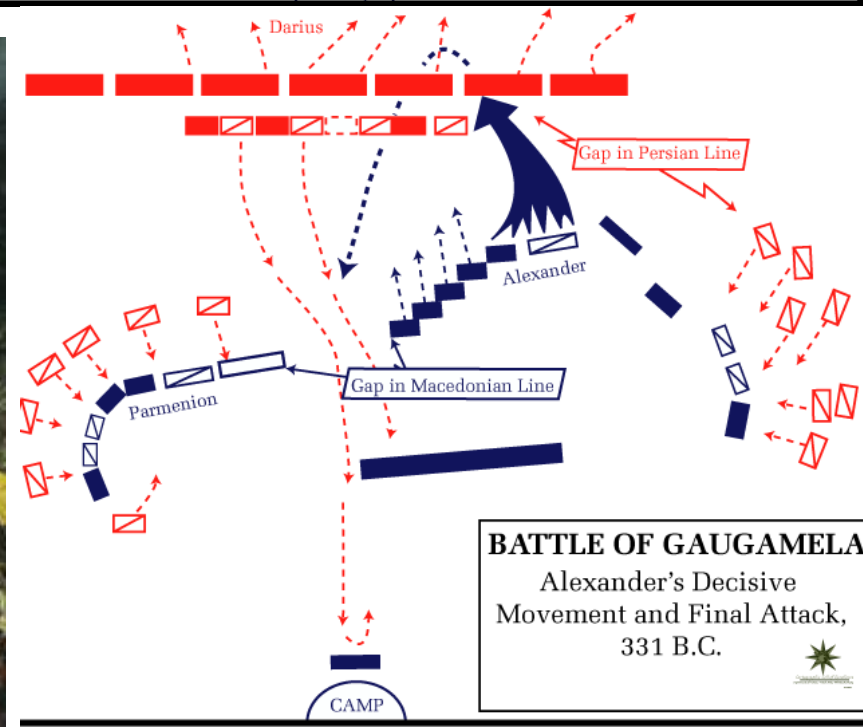 Darius
Gap in Persian Line
Alexander
Gap in Macedonian Line
Parmenion
BATTLE OF GAUGAMELA
Alexander's Decisive
Movement and Final Attack,
331 B.C.
CAMP